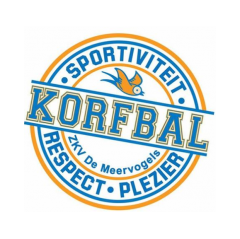 SPORTIVITEIT
KORFBAL
ZKV De Meervogels
RESPECT • PLEZIER